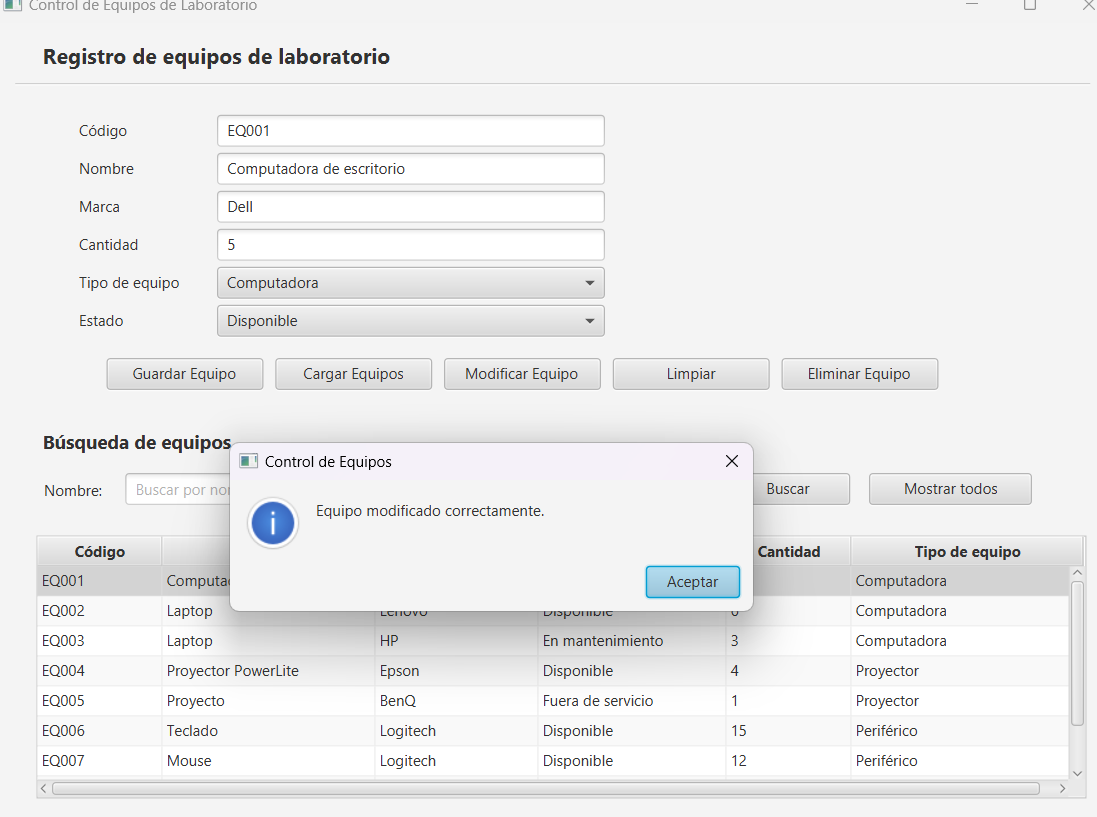 Control de Equipos de Laboratorio
Registro de equipos de laboratorio
Código EQ001
Nombre Computadora de escritorio
Marca Dell
Cantidad 5
Tipo de equipo Computadora
Estado Disponible
Guardar Equipo Cargar Equipos Modificar Equipo Limpiar Eliminar Equipo
Búsqueda de equipos
Control de Equipos
Equipo modificado correctamente.
Aceptar
Nombre: Buscar por Buscar Mostrar todos
Código Cantidad Tipo de equipo
EQ001 Computadora
EQ002 Laptop Lenovo Disponible Computadora
EQ003 Laptop HP En mantenimiento 3 Computadora
EQ004 Proyector PowerLite Epson Disponible 4 Proyector
EQ005 Proyecto BenQ Fuera de servicio 1 Proyector
EQ006 Teclado Logitech Disponible 15 Periférico
EQ007 Mouse Logitech Disponible 12 Periférico